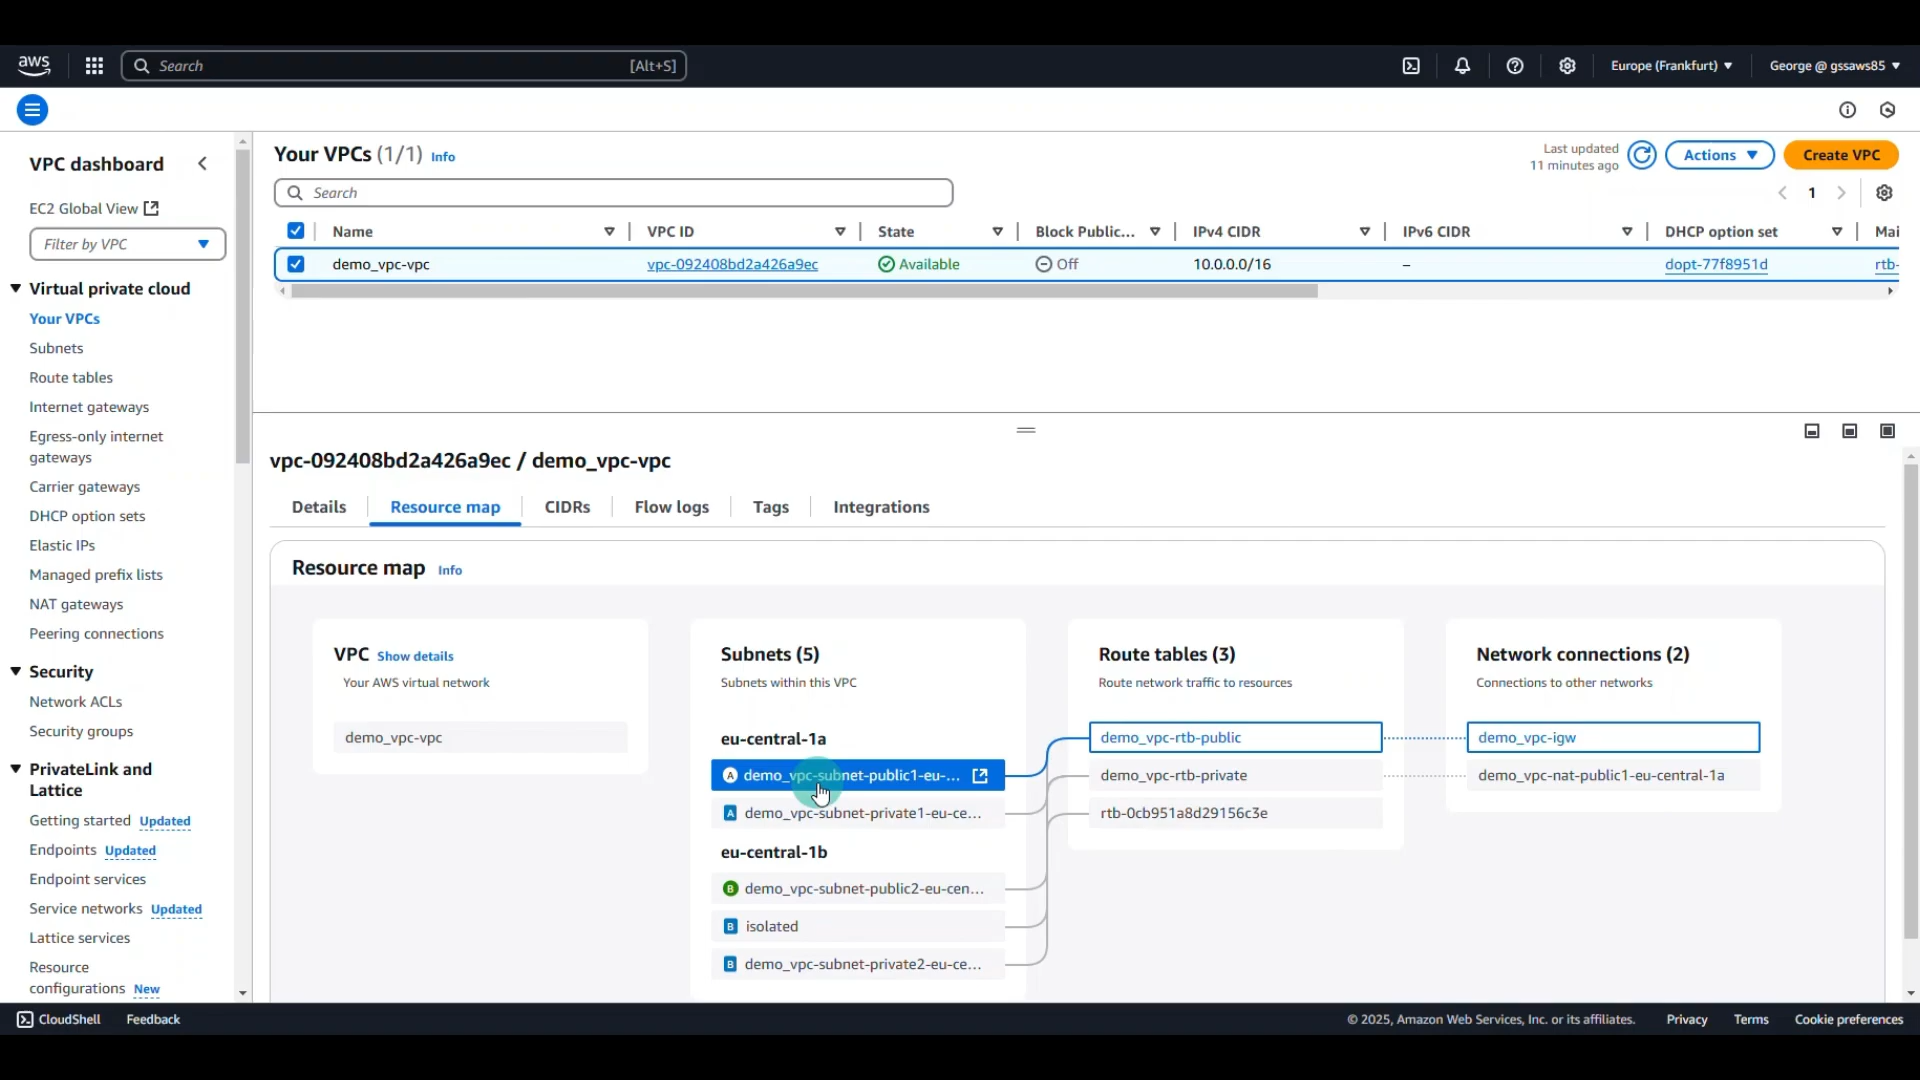 aws
Search [Alt+S]
Europe (Frankfurt) ▼
George @ gssaws85 ▼
VPC dashboard
EC2 Global View
Filter by VPC
Virtual private cloud
Your VPCs
Subnets
Route tables
Internet gateways
Egress-only internet
gateways
Carrier gateways
DHCP option sets
Elastic IPs
Managed prefix lists
NAT gateways
Peering connections
Security
Network ACLs
Security groups
PrivateLink and
Lattice
Getting started Updated
Endpoints Updated
Endpoint services
Service networks Updated
Lattice services
Resource
configurations New
Your VPCs (1/1) Info
Last updated
11 minutes ago
Actions ▼
Create VPC
Search
1
Name VPC ID State Block Public... IPv4 CIDR IPv6 CIDR DHCP option set Mai
demo_vpc-vpc vpc-092408bd2a426a9ec Available Off 10.0.0.0/16 – dopt-77f8951d rtb-
vpc-092408bd2a426a9ec / demo_vpc-vpc
Details Resource map CIDRs Flow logs Tags Integrations
Resource map Info
VPC Show details
Your AWS virtual network
demo_vpc-vpc
Subnets (5)
Subnets within this VPC
eu-central-1a
A demo_vpc-subnet-public1-eu-...
A demo_vpc-subnet-private1-eu-ce...
eu-central-1b
B demo_vpc-subnet-public2-eu-cen...
B isolated
B demo_vpc-subnet-private2-eu-ce...
Route tables (3)
Route network traffic to resources
demo_vpc-rtb-public
demo_vpc-rtb-private
rtb-0cb951a8d29156c3e
Network connections (2)
Connections to other networks
demo_vpc-igw
demo_vpc-nat-public1-eu-central-1a
CloudShell Feedback
© 2025, Amazon Web Services, Inc. or its affiliates. Privacy Terms Cookie preferences